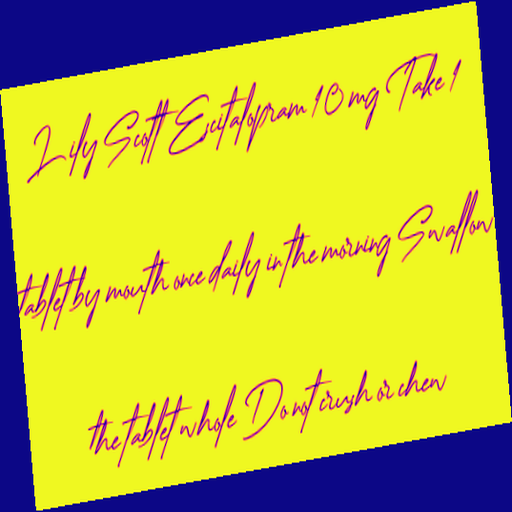 Lily Scott Escitalopram 10 mg Take 1
tablet by mouth once daily in the morning Swallow
the tablet whole Do not crush or chew